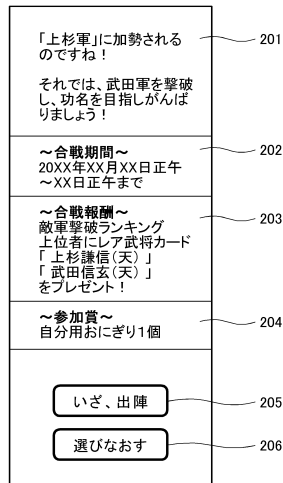 「上杉軍」に加勢される
のですね！
それでは、武田軍を撃破
し、功名を目指しがんば
りましょう！
201
～合戦期間～
20XX年XX月XX日正午
～XX日正午まで
202
～合戦報酬～
敵軍撃破ランキング
上位者にレア武将カード
「 上杉謙信（天） 」
「 武田信玄（天） 」
をプレゼント！
203
～参加賞～
自分用おにぎり１個
204
いざ、出陣
205
選びなおす
206